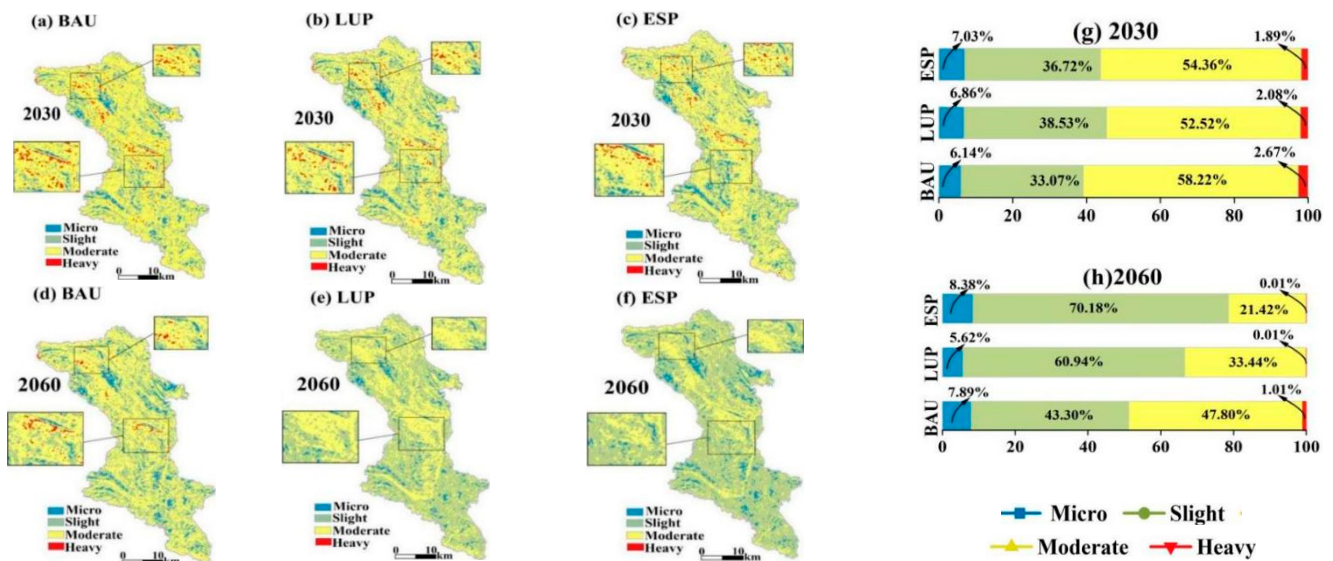 (a) BAU
2030
Micro
Slight
Moderate
Heavy
0 10 km
(b) LUP
2030
Micro
Slight
Moderate
Heavy
0 10 km
(c) ESP
2030
Micro
Slight
Moderate
Heavy
0 10 km
(d) BAU
2060
Micro
Slight
Moderate
Heavy
0 10 km
(e) LUP
2060
Micro
Slight
Moderate
Heavy
0 10 km
(f) ESP
2060
Micro
Slight
Moderate
Heavy
0 10 km
(g) 2030
7.03% 1.89%
ESP 36.72% 54.36%
6.86% 2.08%
LUP 38.53% 52.52%
6.14% 2.67%
BAU 33.07% 58.22%
0 20 40 60 80 100
(h)2060
8.38% 0.01%
ESP 70.18% 21.42%
5.62% 0.01%
LUP 60.94% 33.44%
7.89% 1.01%
BAU 43.30% 47.80%
0 20 40 60 80 100
Micro Slight
Moderate Heavy